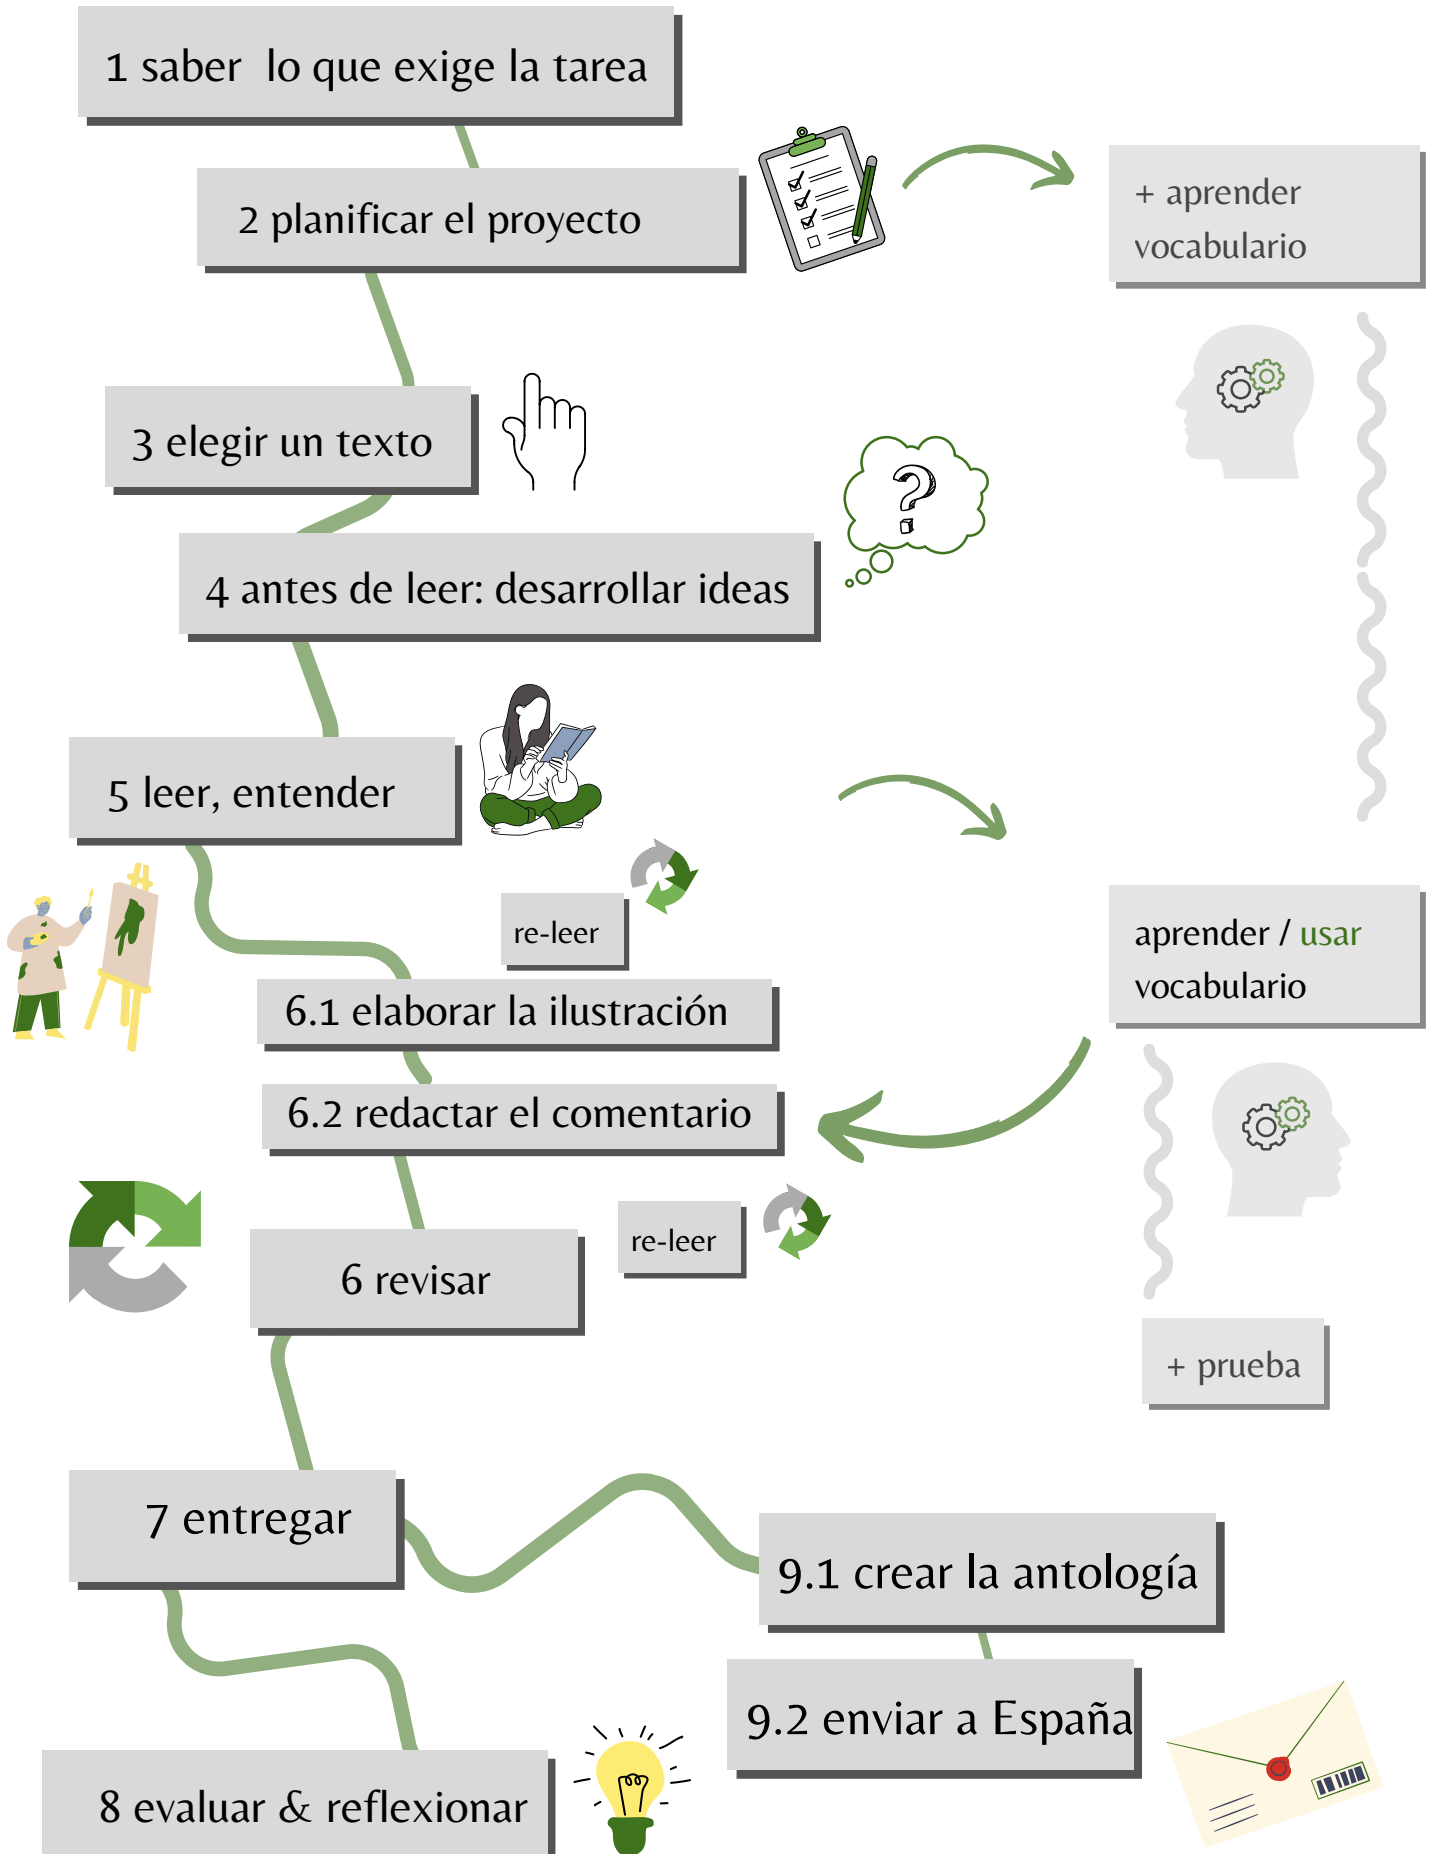 1 saber lo que exige la tarea
2 planificar el proyecto
+ aprender
vocabulario
3 elegir un texto
?
4 antes de leer: desarrollar ideas
5 leer, entender
re-leer
aprender / usar
vocabulario
6.1 elaborar la ilustración
6.2 redactar el comentario
re-leer
6 revisar
+ prueba
7 entregar
9.1 crear la antología
9.2 enviar a España
8 evaluar & reflexionar